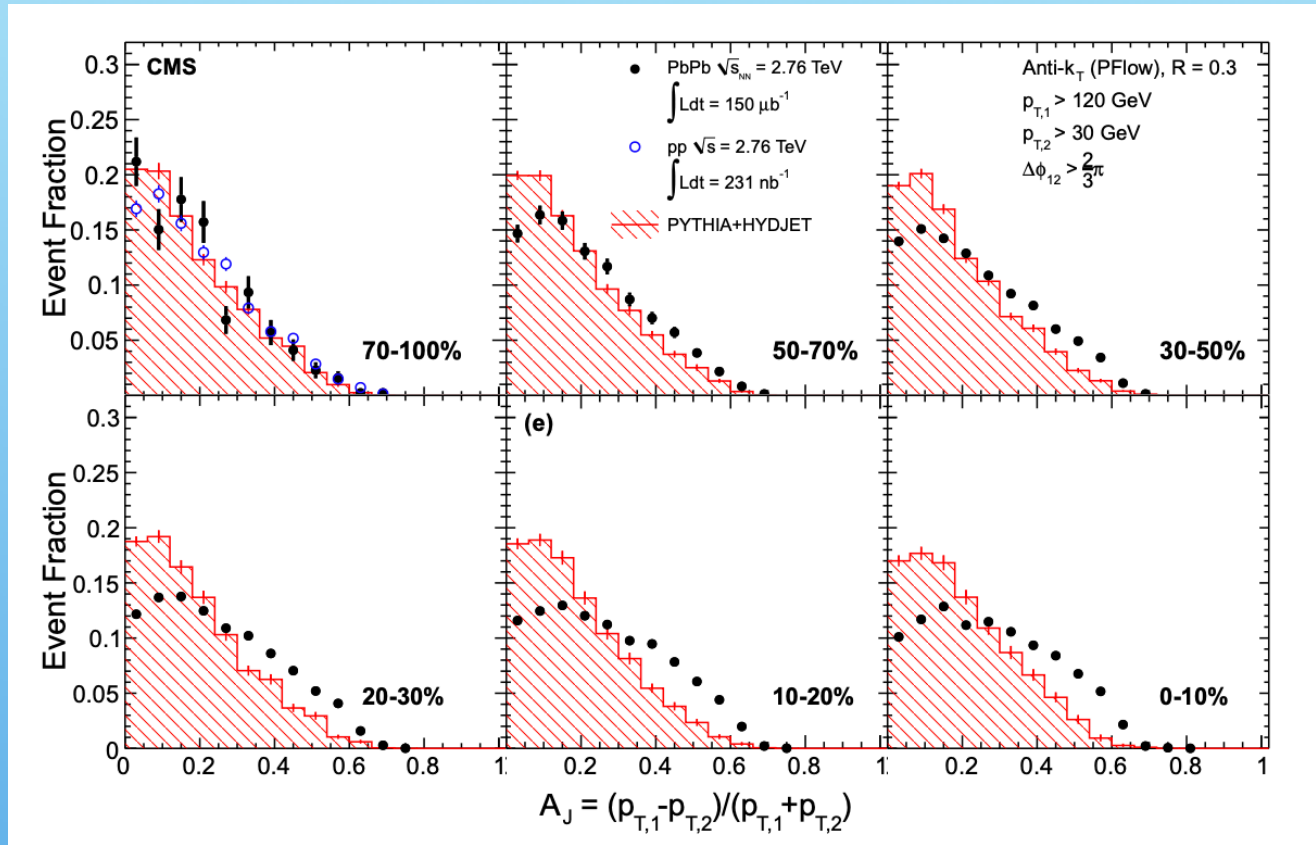 CMS
PbPb √s_NN = 2.76 TeV
∫Ldt = 150 μb⁻¹
pp √s = 2.76 TeV
∫Ldt = 231 nb⁻¹
PYTHIA+HYDJET
Anti-k_T (PFlow), R = 0.3
p_T,1 > 120 GeV
p_T,2 > 30 GeV
Δϕ_12 > 2/3 π
Event Fraction
0.3
0.25
0.2
0.15
0.1
0.05
70-100%
50-70%
30-50%
(e)
Event Fraction
0.3
0.25
0.2
0.15
0.1
0.05
0
20-30%
10-20%
0-10%
0 0.2 0.4 0.6 0.8 1 0.2 0.4 0.6 0.8 1 0.2 0.4 0.6 0.8 1
A_J = (p_T,1-p_T,2)/(p_T,1+p_T,2)